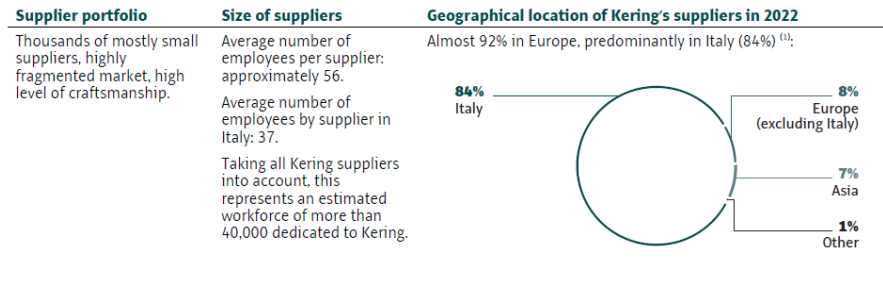 Supplier portfolio
Thousands of mostly small
suppliers, highly
fragmented market, high
level of craftsmanship.
Size of suppliers
Average number of
employees per supplier:
approximately 56.
Average number of
employees by supplier in
Italy: 37.
Taking all Kering suppliers
into account, this
represents an estimated
workforce of more than
40,000 dedicated to Kering.
Geographical location of Kering's suppliers in 2022
Almost 92% in Europe, predominantly in Italy (84%) (1):
84%
Italy
8%
Europe
(excluding Italy)
7%
Asia
1%
Other